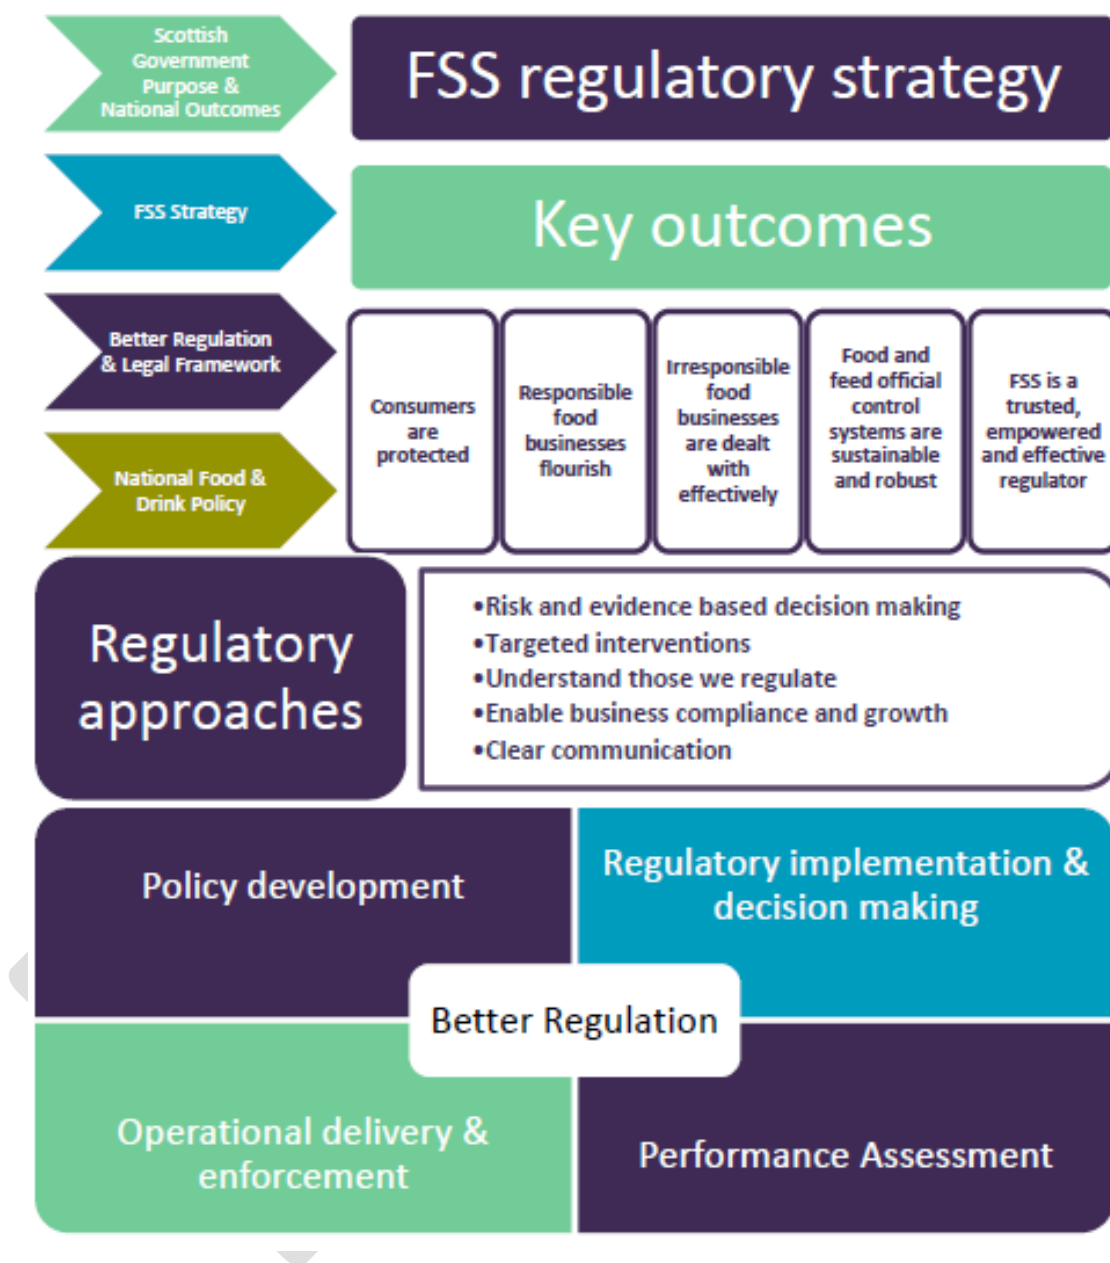 Scottish
Government
Purpose &
National Outcomes
FSS regulatory strategy
FSS Strategy
Key outcomes
Better Regulation
& Legal Framework
National Food &
Drink Policy
Consumers
are
protected
Responsible
food
businesses
flourish
Irresponsible
food
businesses
are dealt
with
effectively
Food and
feed official
control
systems are
sustainable
and robust
FSS is a
trusted,
empowered
and effective
regulator
Regulatory
approaches
•Risk and evidence based decision making
•Targeted interventions
•Understand those we regulate
•Enable business compliance and growth
•Clear communication
Policy development
Regulatory implementation &
decision making
Better Regulation
Operational delivery &
enforcement
Performance Assessment